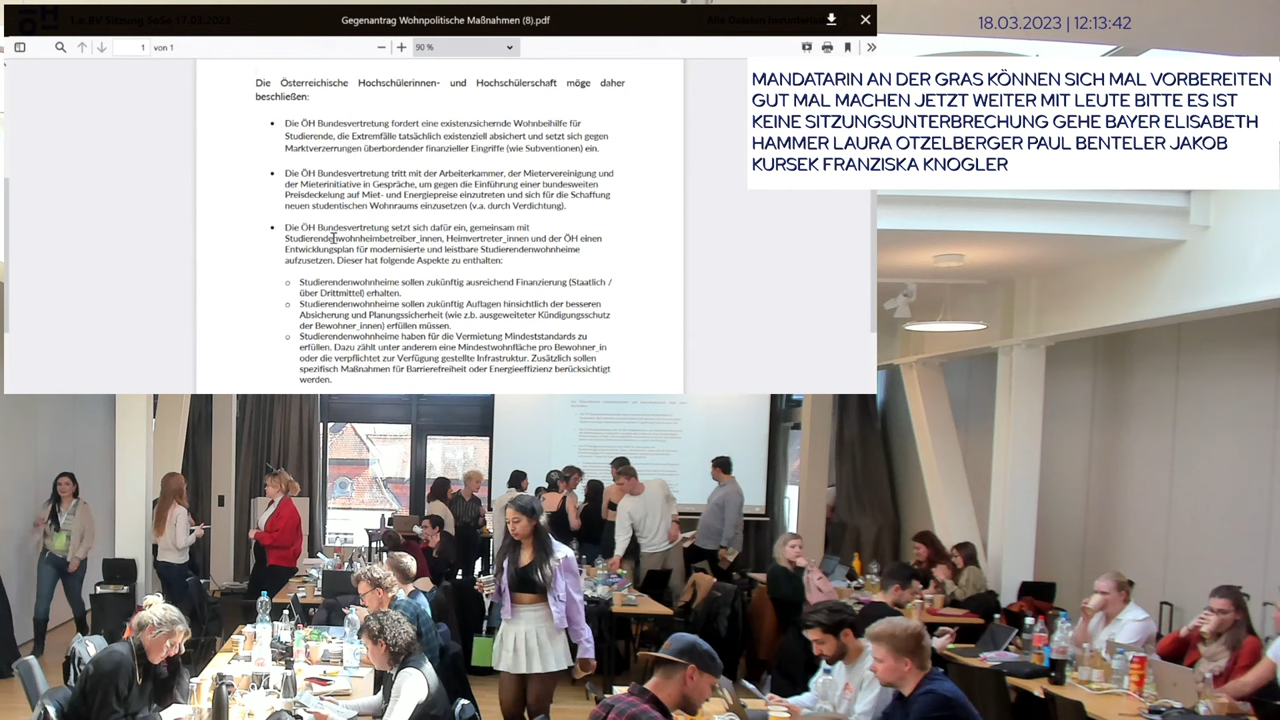 1.o.BV Sitzung SoSe 17.03.2023
Alle Dateien herunterladen
Gegenantrag Wohnpolitische Maßnahmen (8).pdf
18.03.2023 | 12:13:42
1 von 1
90 %
Die Österreichische Hochschülerinnen- und Hochschülerschaft möge daher
beschließen:
• Die ÖH Bundesvertretung fordert eine existenzsichernde Wohnbeihilfe für
Studierende, die Extremfälle tatsächlich existenziell absichert und setzt sich gegen
Marktverzerrungen überbordender finanzieller Eingriffe (wie Subventionen) ein.
• Die ÖH Bundesvertretung tritt mit der Arbeiterkammer, der Mietervereinigung und
der Mieterinitiative in Gespräche, um gegen die Einführung einer bundesweiten
Preisdeckelung auf Miet- und Energiepreise einzutreten und sich für die Schaffung
neuen studentischen Wohnraums einzusetzen (v.a. durch Verdichtung).
• Die ÖH Bundesvertretung setzt sich dafür ein, gemeinsam mit
Studierendenwohnheimbetreiber_innen, Heimvertreter_innen und der ÖH einen
Entwicklungsplan für modernisierte und leistbare Studierendenwohnheime
aufzusetzen. Dieser hat folgende Aspekte zu enthalten:
o Studierendenwohnheime sollen zukünftig ausreichend Finanzierung (Staatlich /
über Drittmittel) erhalten.
o Studierendenwohnheime sollen zukünftig Auflagen hinsichtlich der besseren
Absicherung und Planungssicherheit (wie z.b. ausgeweiteter Kündigungsschutz
der Bewohner_innen) erfüllen müssen.
o Studierendenwohnheime haben für die Vermietung Mindeststandards zu
erfüllen. Dazu zählt unter anderem eine Mindestwohnfläche pro Bewohner_in
oder die verpflichtet zur Verfügung gestellte Infrastruktur. Zusätzlich sollen
spezifisch Maßnahmen für Barrierefreiheit oder Energieeffizienz berücksichtigt
werden.
MANDATARIN AN DER GRAS KÖNNEN SICH MAL VORBEREITEN
GUT MAL MACHEN JETZT WEITER MIT LEUTE BITTE ES IST
KEINE SITZUNGSUNTERBRECHUNG GEHE BAYER ELISABETH
HAMMER LAURA OTZELBERGER PAUL BENTELER JAKOB
KURSEK FRANZISKA KNOGLER